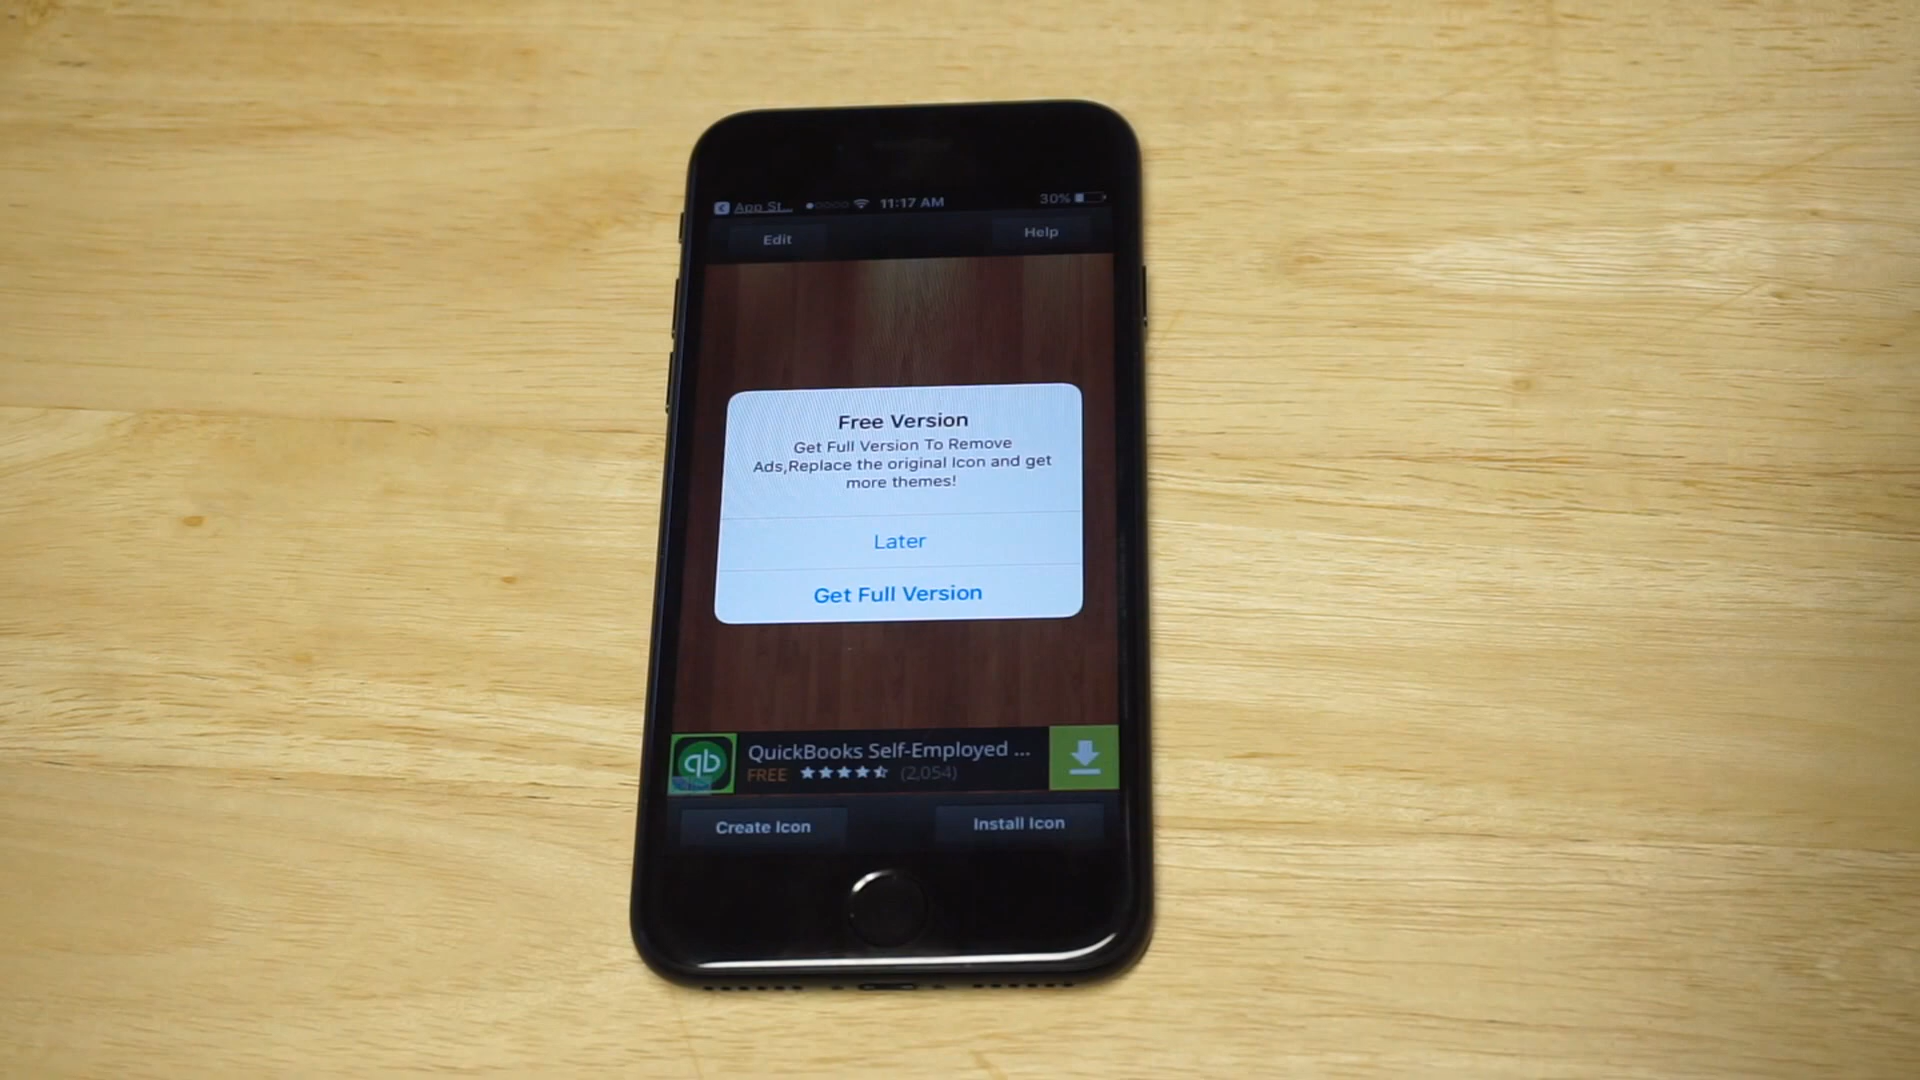 App St... 11:17 AM 30%
Edit Help
Free Version
Get Full Version To Remove
Ads,Replace the original Icon and get
more themes!
Later
Get Full Version
qb QuickBooks Self-Employed ...
FREE (2,054)
Create Icon Install Icon